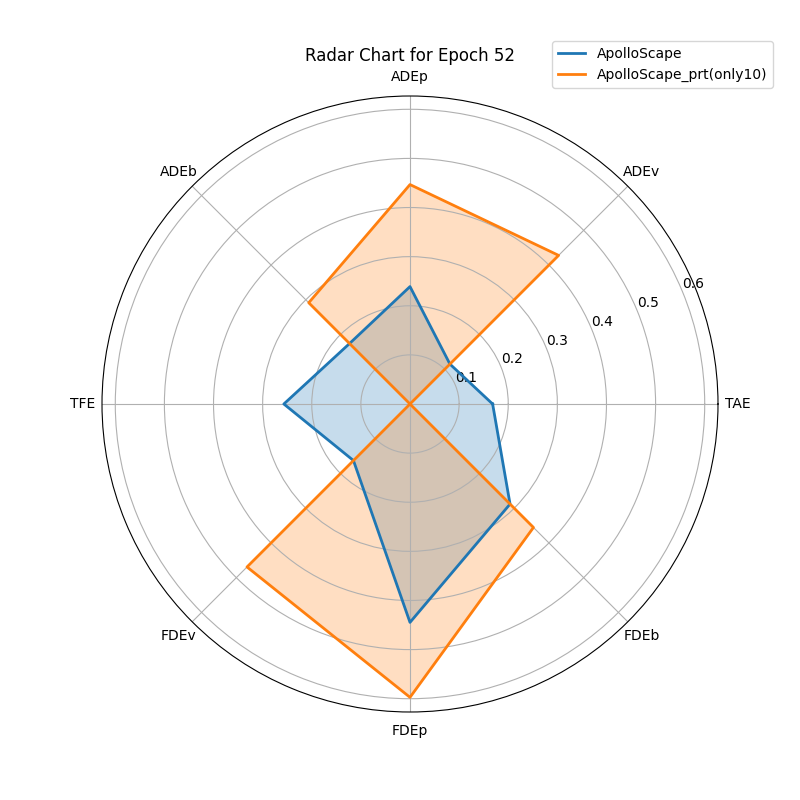 Radar Chart for Epoch 52
ApolloScape
ApolloScape_prt(only10)
ADEp
ADEb
ADEv
0.6
0.5
0.4
0.3
0.2
0.1
TFE
TAE
FDEv
FDEb
FDEp